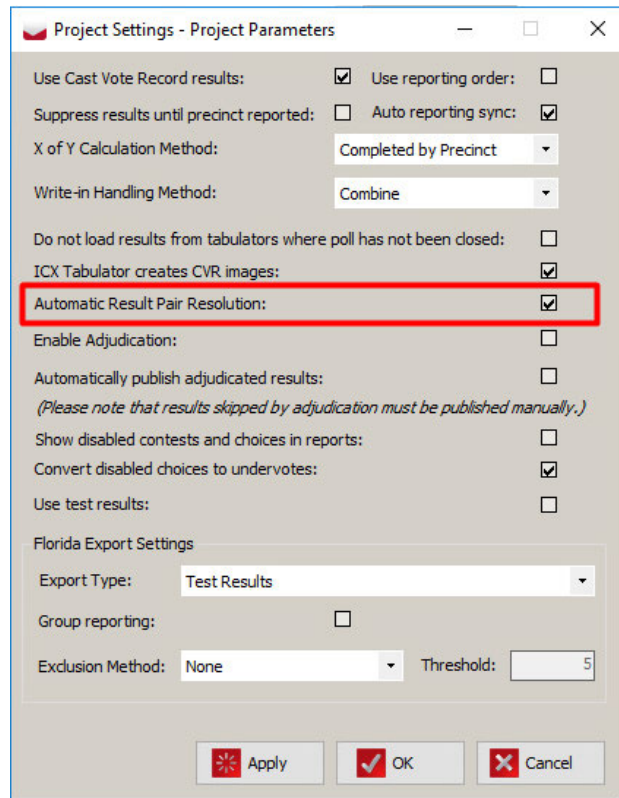 Project Settings - Project Parameters
Use Cast Vote Record results: Use reporting order:
Suppress results until precinct reported: Auto reporting sync:
X of Y Calculation Method: Completed by Precinct
Write-in Handling Method: Combine
Do not load results from tabulators where poll has not been closed:
ICX Tabulator creates CVR images:
Automatic Result Pair Resolution:
Enable Adjudication:
Automatically publish adjudicated results:
(Please note that results skipped by adjudication must be published manually.)
Show disabled contests and choices in reports:
Convert disabled choices to undervotes:
Use test results:
Florida Export Settings
Export Type: Test Results
Group reporting:
Exclusion Method: None Threshold: 5
Apply OK Cancel